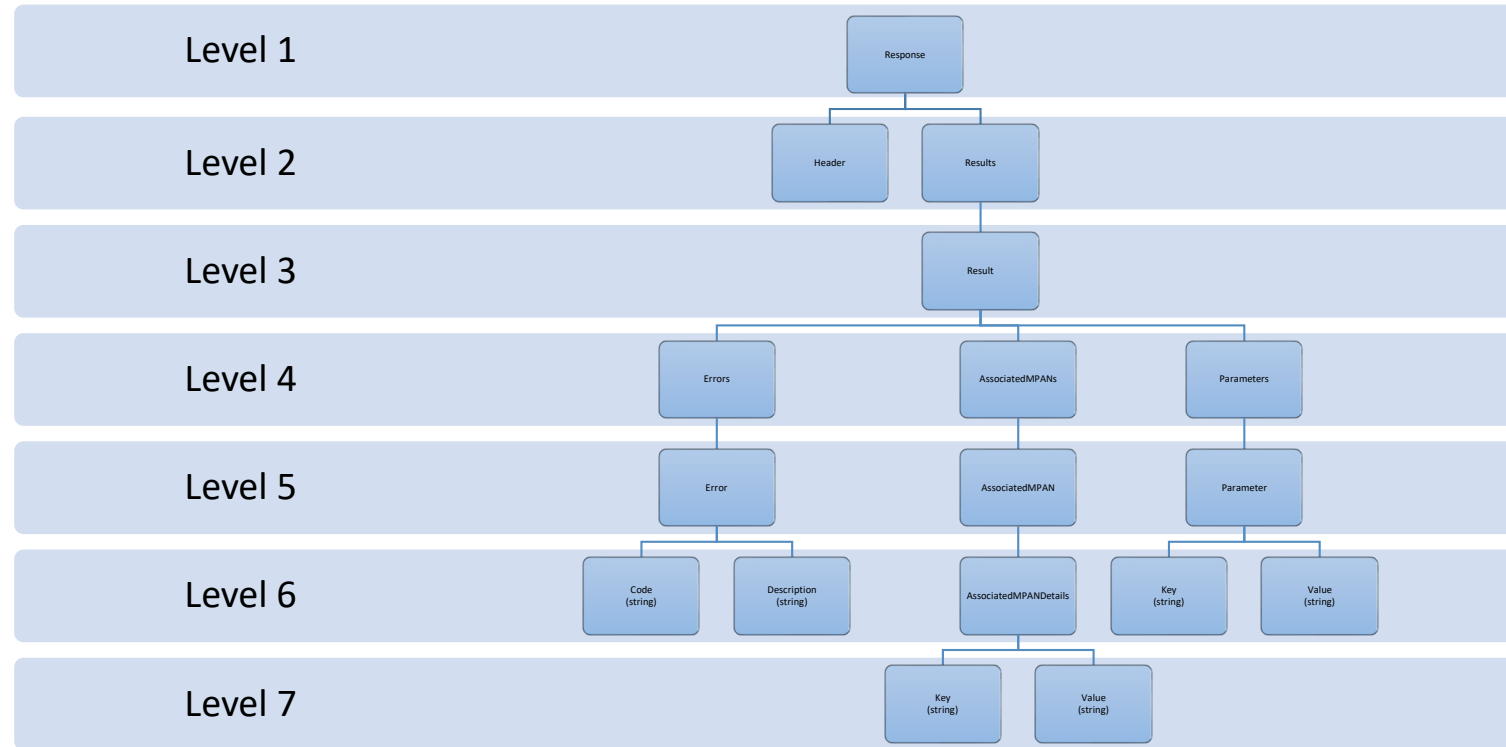 Level 1
Response
Level 2
Header
Results
Level 3
Result
Level 4
Errors
AssociatedMPANs
Parameters
Level 5
Error
AssociatedMPAN
Parameter
Level 6
Code
(string)
Description
(string)
AssociatedMPANDetails
Key
(string)
Value
(string)
Level 7
Key
(string)
Value
(string)